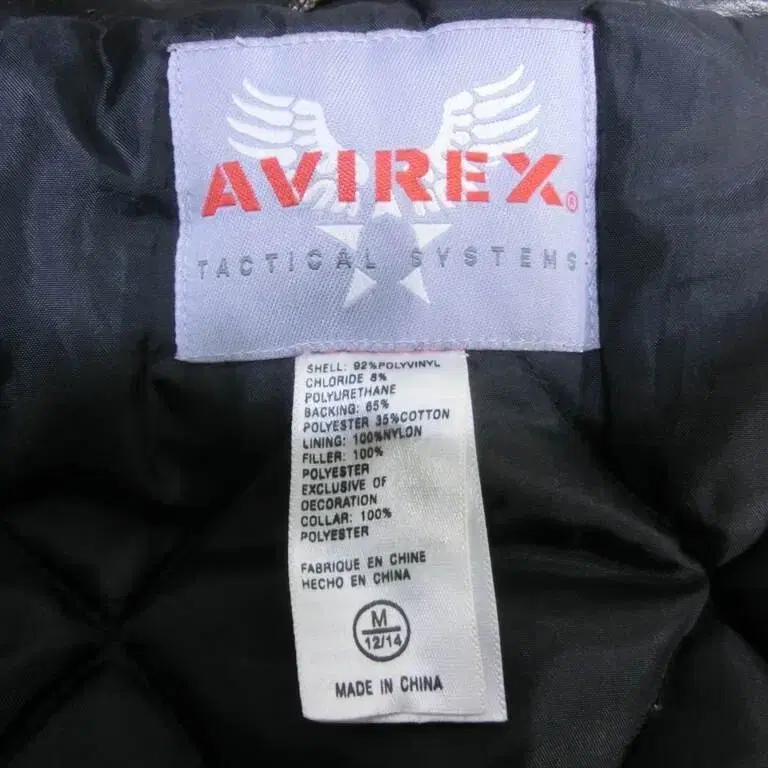 AVIREX®
TACTICAL SYSTEMS
SHELL: 92%POLYVINYL
CHLORIDE 8%
POLYURETHANE
BACKING: 65%
POLYESTER 35%COTTON
LINING: 100%NYLON
FILLER: 100%
POLYESTER
EXCLUSIVE OF
DECORATION
COLLAR: 100%
POLYESTER
FABRIQUE EN CHINE
HECHO EN CHINA
M
12/14
MADE IN CHINA